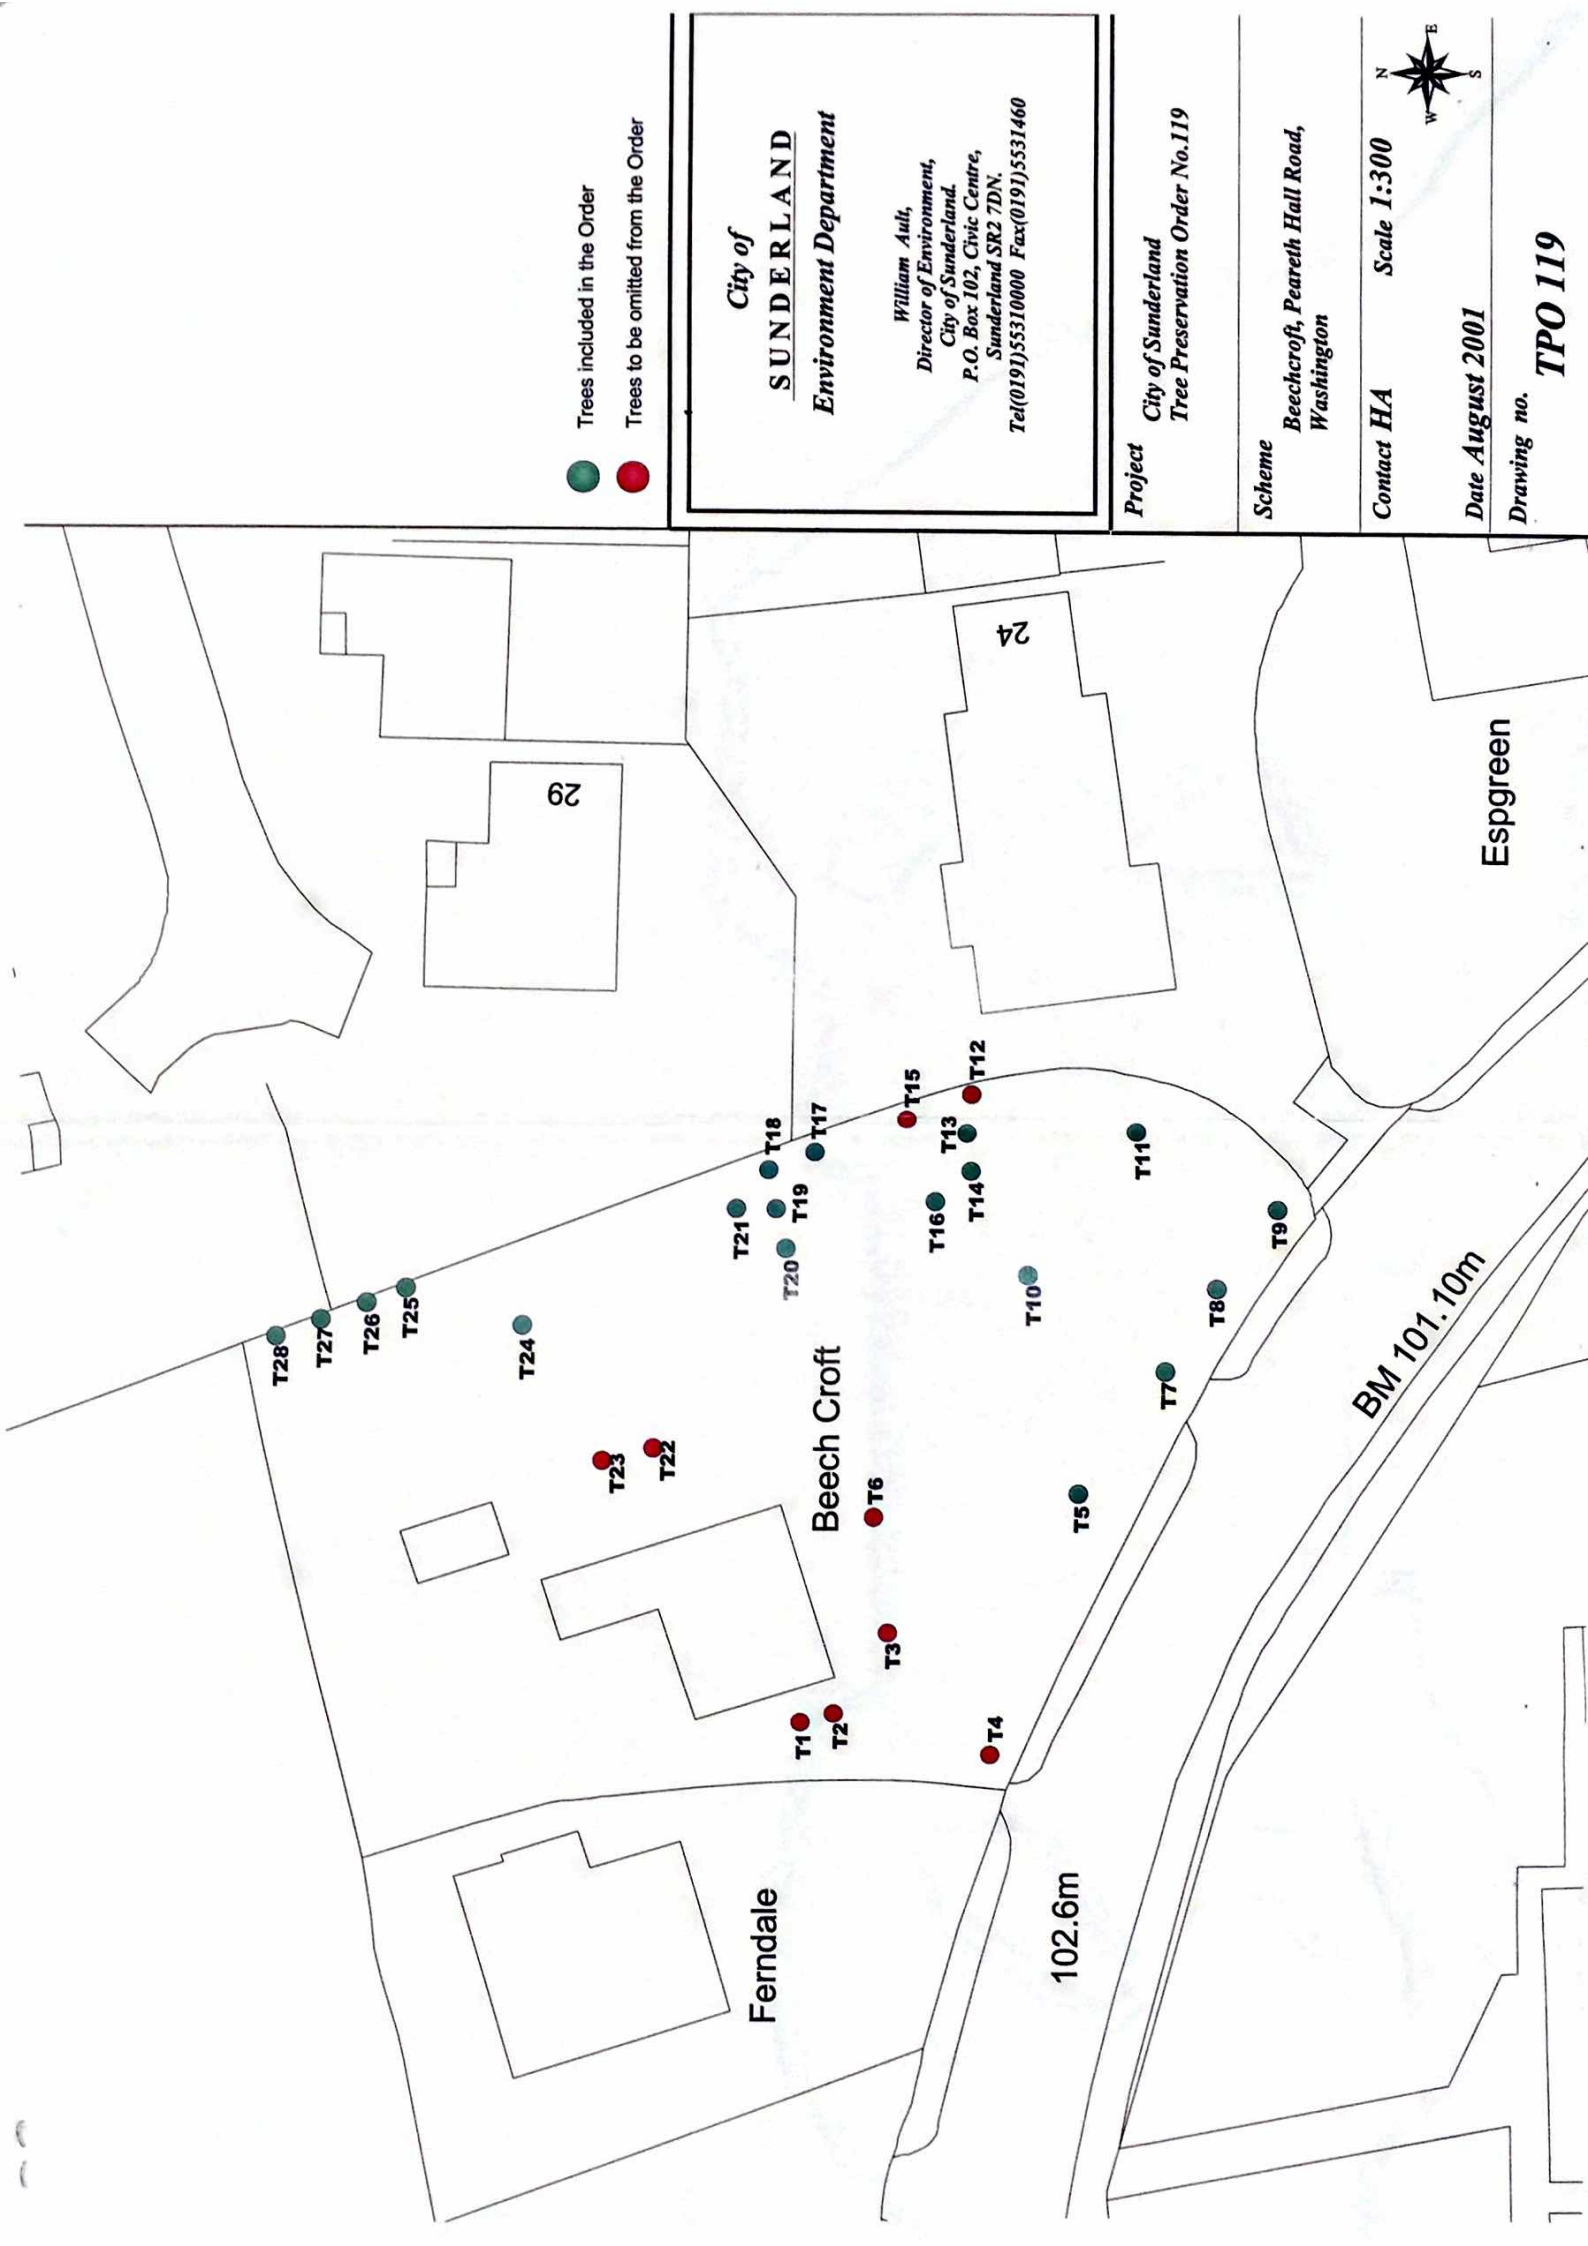 Trees included in the Order
Trees to be omitted from the Order
City of
SUNDERLAND
Environment Department
William Ault,
Director of Environment,
City of Sunderland.
P.O. Box 102, Civic Centre,
Sunderland SR2 7DN.
Tel(0191)55310000 Fax(0191)5531460
Project
City of Sunderland
Tree Preservation Order No.119
Scheme
Beechcroft, Peareth Hall Road,
Washington
Contact HA
Scale 1:300
N
E
S
W
Date August 2001
Drawing no.
TPO 119
29
24
Espgreen
Beech Croft
Ferndale
102.6m
BM 101.10m
T1
T2
T3
T4
T5
T6
T7
T8
T9
T10
T11
T12
T13
T14
T15
T16
T17
T18
T19
T20
T21
T22
T23
T24
T25
T26
T27
T28